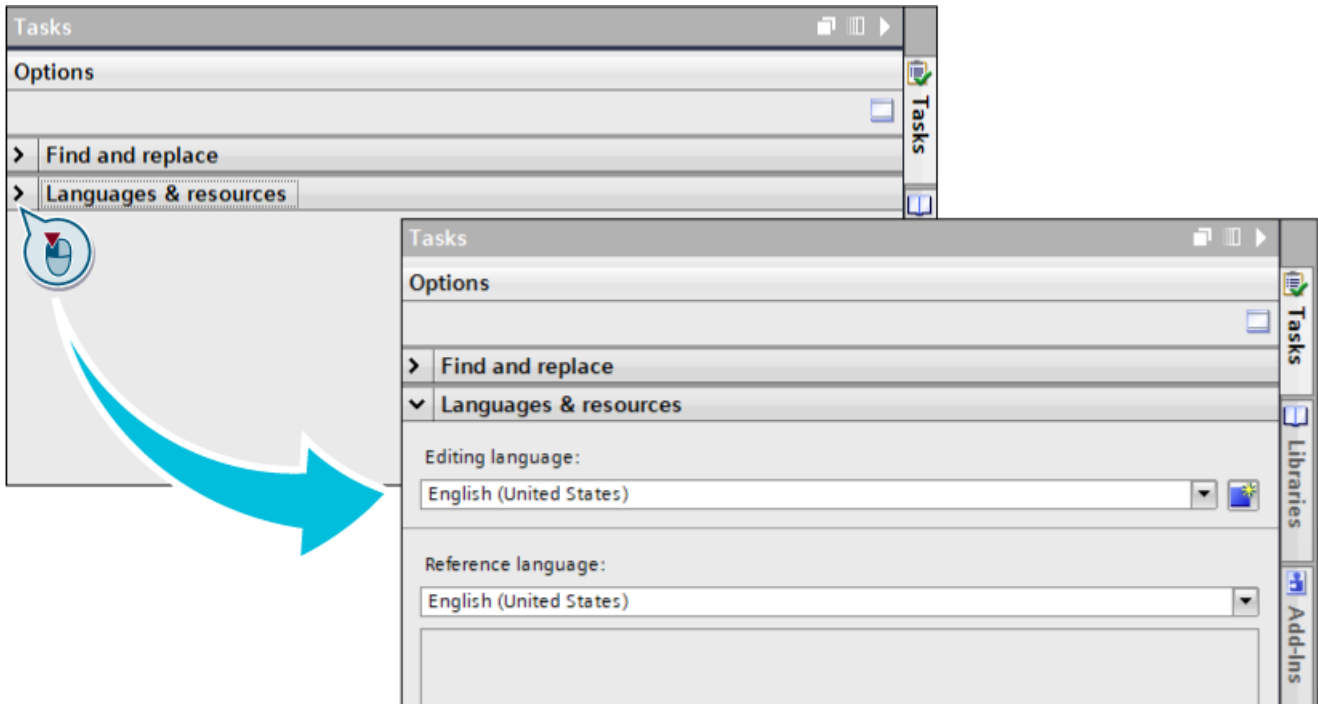 Tasks
Options
Tasks
Find and replace
Languages & resources
Tasks
Options
Tasks
Find and replace
Languages & resources
Editing language:
English (United States)
Libraries
Reference language:
English (United States)
Add-Ins